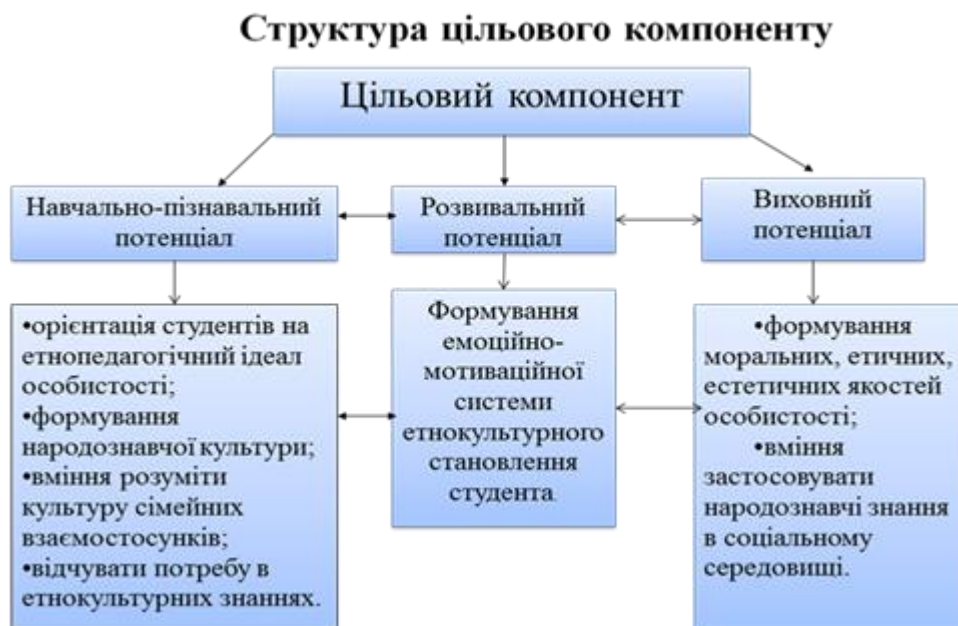 Структура цільового компоненту
Цільовий компонент
Навчально-пізнавальний
потенціал
Розвивальний
потенціал
Виховний
потенціал
•орієнтація студентів на
етнопедагогічний ідеал
особистості;
•формування
народознавчої культури;
•вміння розуміти
культуру сімейних
взаємостосунків;
•відчувати потребу в
етнокультурних знаннях.
Формування
емоційно-
мотиваційної
системи
етнокультурного
становлення
студента
•формування
моральних, етичних,
естетичних якостей
особистості;
•вміння
застосовувати
народознавчі знання
в соціальному
середовищі.